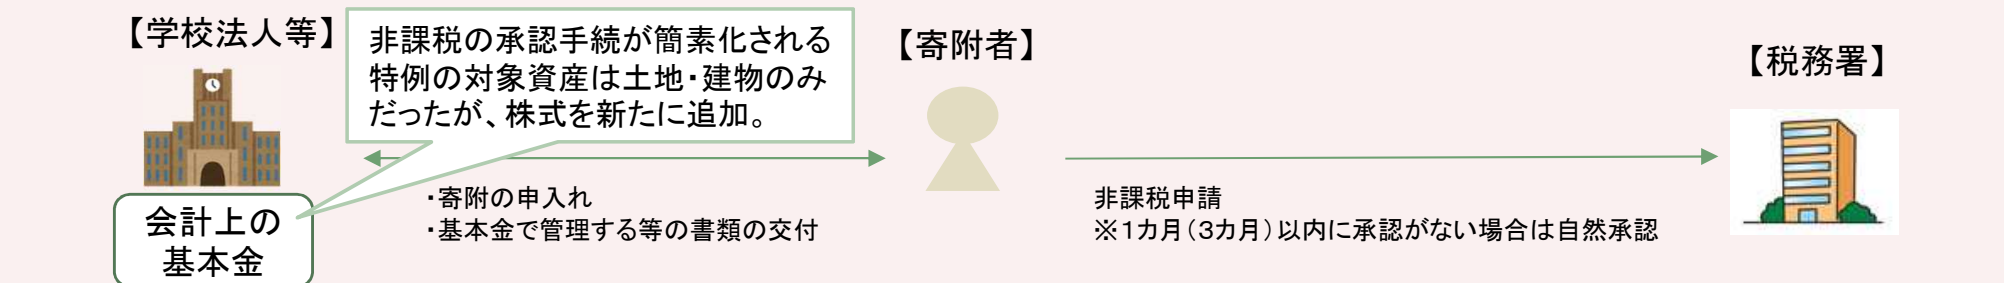 【学校法人等】
非課税の承認手続が簡素化される
特例の対象資産は土地・建物のみ
だったが、株式を新たに追加。
会計上の
基本金
・寄附の申入れ
・基本金で管理する等の書類の交付
【寄附者】
非課税申請
※1カ月(3カ月)以内に承認がない場合は自然承認
【税務署】